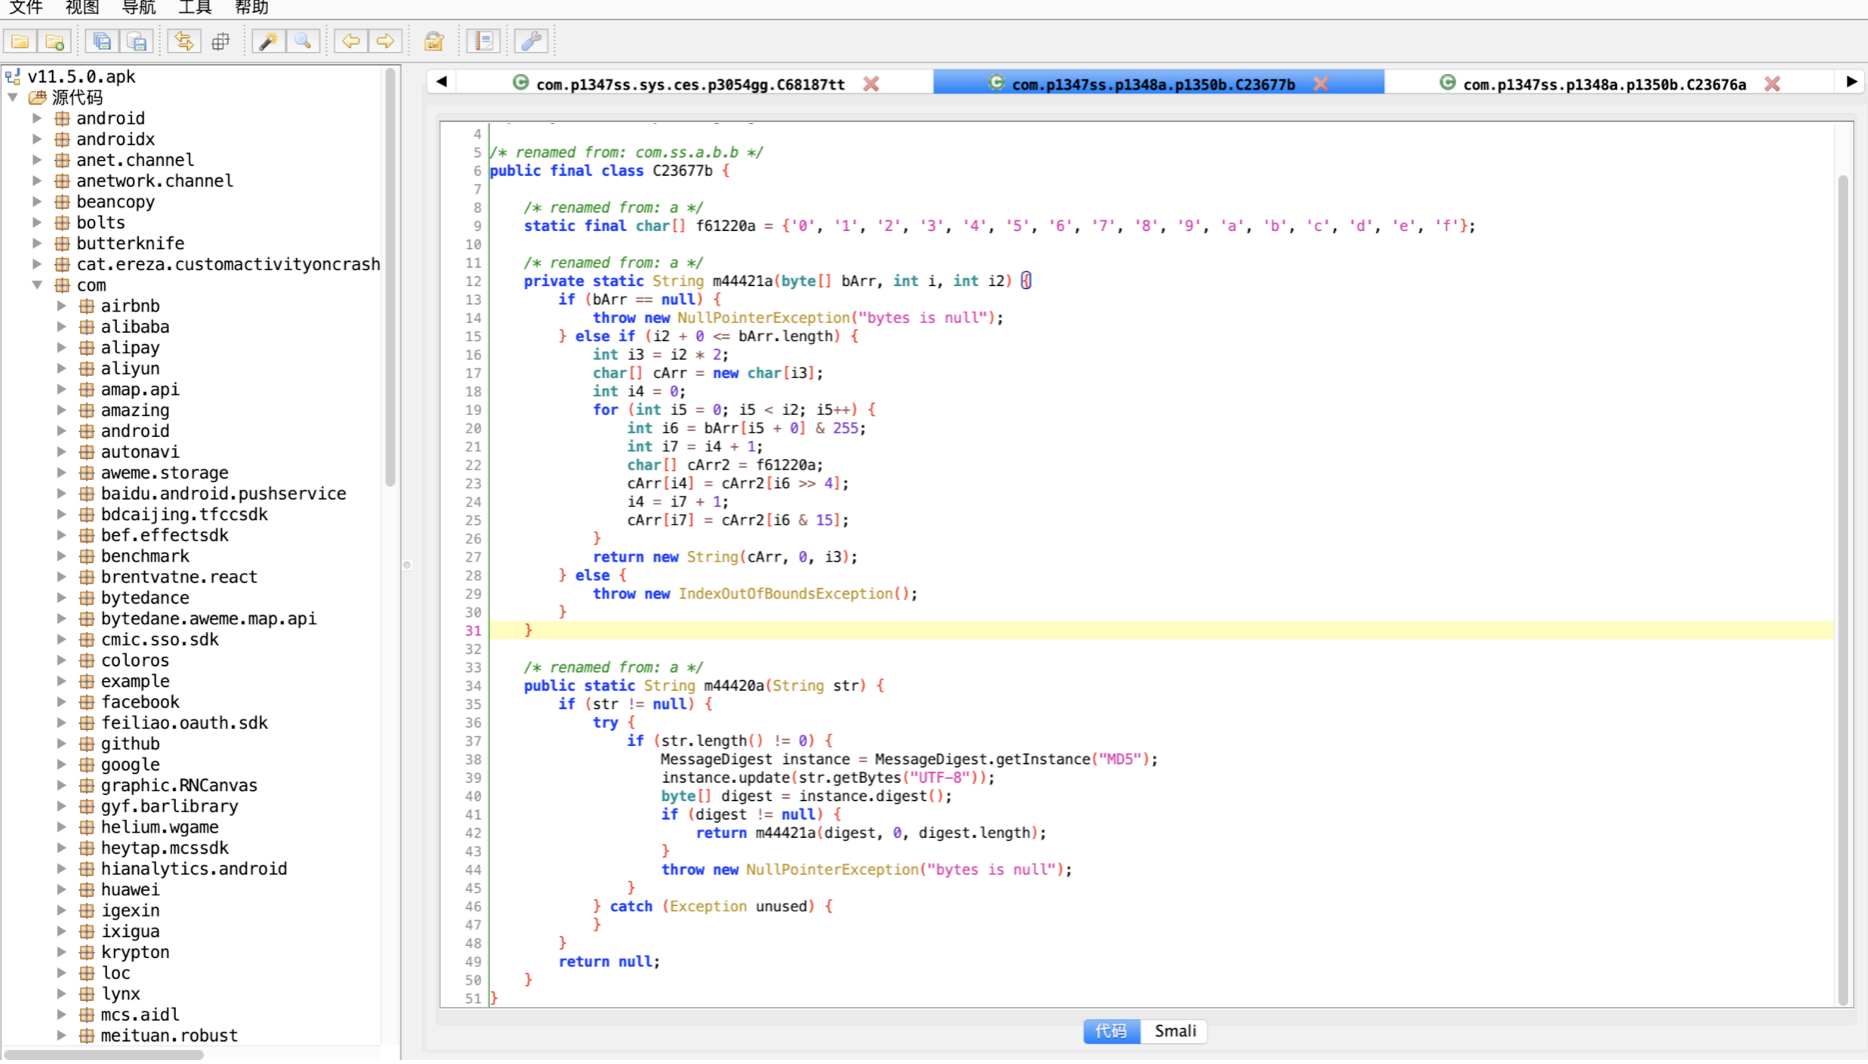 文件 视图 导航 工具 帮助
v11.5.0.apk
源代码
android
androidx
anet.channel
anetwork.channel
beancopy
bolts
butterknife
cat.ereza.customactivityoncrash
com
airbnb
alibaba
alipay
aliyun
amap.api
amazing
android
autonavi
aweme.storage
baidu.android.pushservice
bdcaijing.tfccsdk
bef.effectsdk
benchmark
brentvatne.react
bytedance
bytedane.aweme.map.api
cmic.sso.sdk
coloros
example
facebook
feiliao.oauth.sdk
github
google
graphic.RNCanvas
gyf.barlibrary
helium.wgame
heytap.mcssdk
hianalytics.android
huawei
igexin
ixigua
krypton
loc
lynx
mcs.aidl
meituan.robust
com.p1347ss.sys.ces.p3054gg.C68187tt com.p1347ss.p1348a.p1350b.C23677b com.p1347ss.p1348a.p1350b.C23676a
4
5 /* renamed from: com.ss.a.b.b */
6 public final class C23677b {
7
8 /* renamed from: a */
9 static final char[] f61220a = {'0', '1', '2', '3', '4', '5', '6', '7', '8', '9', 'a', 'b', 'c', 'd', 'e', 'f'};
10
11 /* renamed from: a */
12 private static String m44421a(byte[] bArr, int i, int i2) {
13 if (bArr == null) {
14 throw new NullPointerException("bytes is null");
15 } else if (i2 + 0 <= bArr.length) {
16 int i3 = i2 * 2;
17 char[] cArr = new char[i3];
18 int i4 = 0;
19 for (int i5 = 0; i5 < i2; i5++) {
20 int i6 = bArr[i5 + 0] & 255;
21 int i7 = i4 + 1;
22 char[] cArr2 = f61220a;
23 cArr[i4] = cArr2[i6 >> 4];
24 i4 = i7 + 1;
25 cArr[i7] = cArr2[i6 & 15];
26 }
27 return new String(cArr, 0, i3);
28 } else {
29 throw new IndexOutOfBoundsException();
30 }
31 }
32
33 /* renamed from: a */
34 public static String m44420a(String str) {
35 if (str != null) {
36 try {
37 if (str.length() != 0) {
38 MessageDigest instance = MessageDigest.getInstance("MD5");
39 instance.update(str.getBytes("UTF-8"));
40 byte[] digest = instance.digest();
41 if (digest != null) {
42 return m44421a(digest, 0, digest.length);
43 }
44 throw new NullPointerException("bytes is null");
45 }
46 } catch (Exception unused) {
47 }
48 }
49 return null;
50 }
51 }
代码 Smali